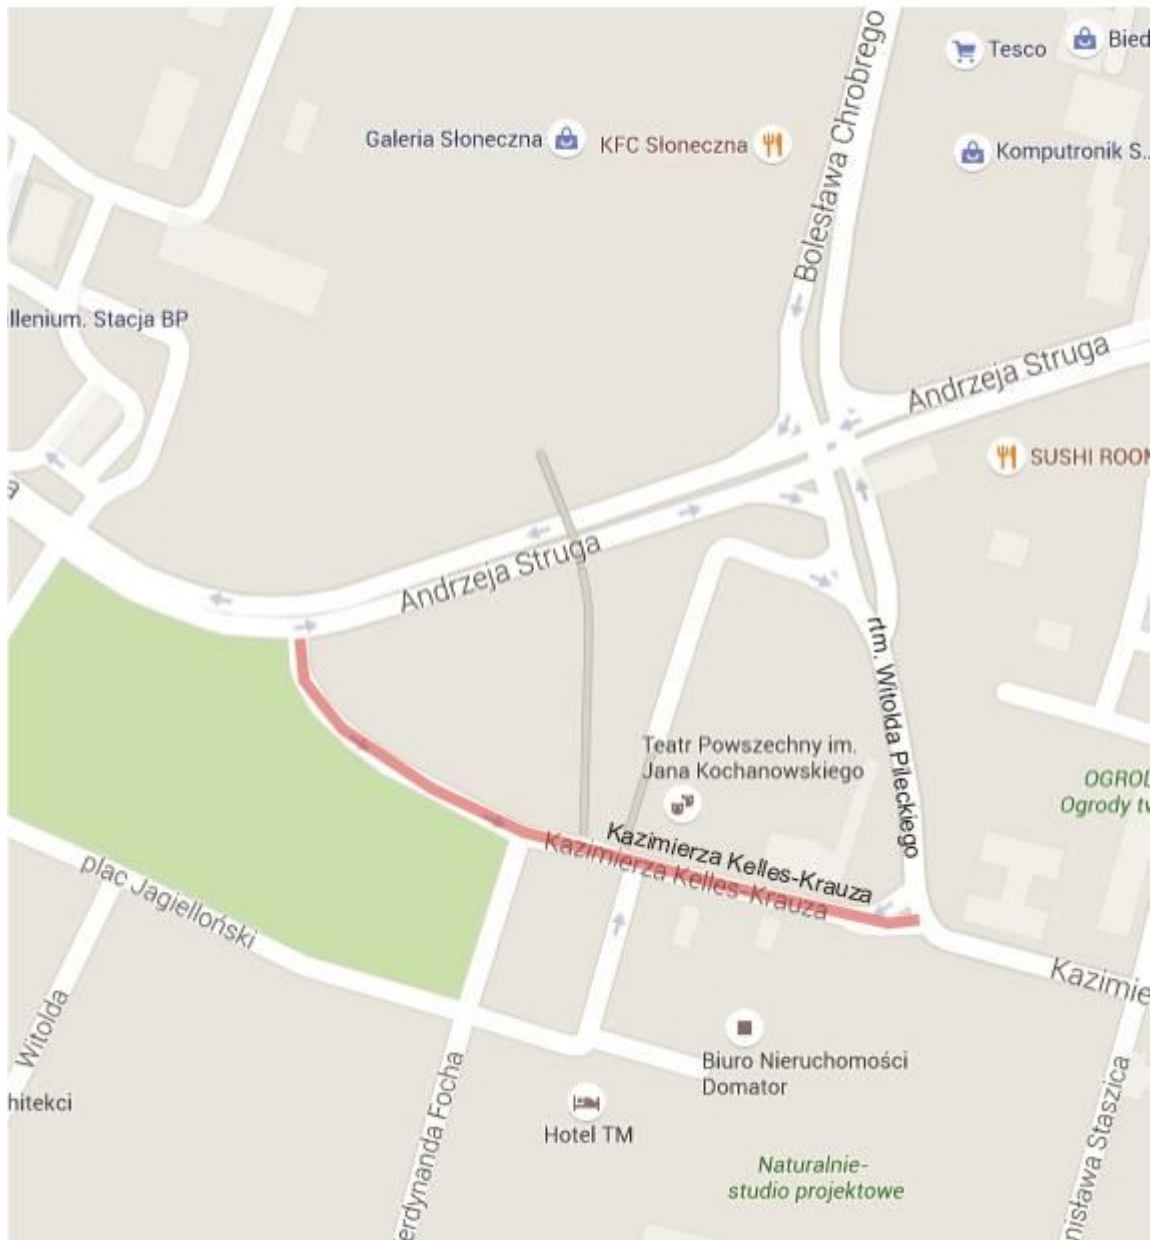 Bolesława Chrobrego
Tesco
Bied
Galeria Słoneczna
KFC Słoneczna
Komputronik S...
llenium. Stacja BP
Andrzeja Struga
SUSHI ROOM
Andrzeja Struga
rtm. Witolda Pileckiego
Teatr Powszechny im.
Jana Kochanowskiego
OGROD
Ogrody tw
Kazimierza Kelles-Krauza
Kazimierza Kelles-Krauza
plac Jagielloński
Kazimie
Witolda
Biuro Nieruchomości
Domator
hitekci
Hotel TM
erdynanda Focha
nisława Staszica
Naturalnie-
studio projektowe